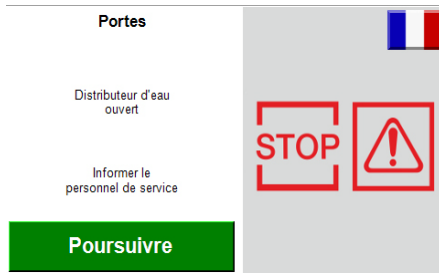 Portes
Distributeur d'eau
ouvert
Informer le
personnel de service
Poursuivre
STOP